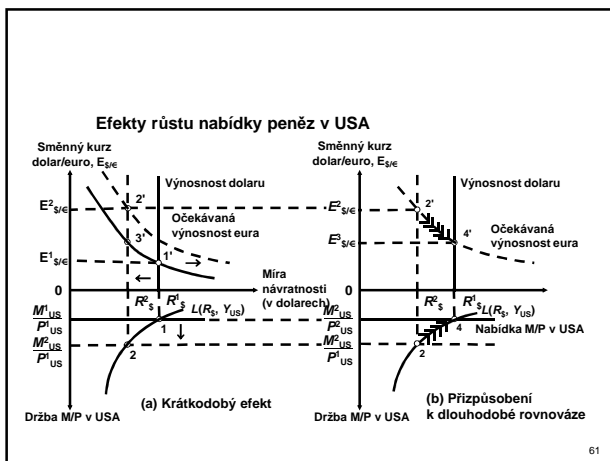 Efekty růstu nabídky peněz v USA
Směnný kurz
dolar/euro, E$/€
Výnosnost dolaru
E²$/€
2'
Očekávaná
výnosnost eura
3'
1'
E¹$/€
Míra
návratnosti
(v dolarech)
0
R²$
R¹$
L(R$, YUS)
M¹US
P¹US
1
M²US
P¹US
2
(a) Krátkodobý efekt
Držba M/P v USA
Směnný kurz
dolar/euro, E$/€
Výnosnost dolaru
E²$/€
2'
E³$/€
4'
Očekávaná
výnosnost eura
0
R²$
R¹$
L(R$, YUS)
M²US
P²US
4
Nabídka M/P v USA
M²US
P¹US
2
(b) Přizpůsobení
k dlouhodobé rovnováze
Držba M/P v USA
61